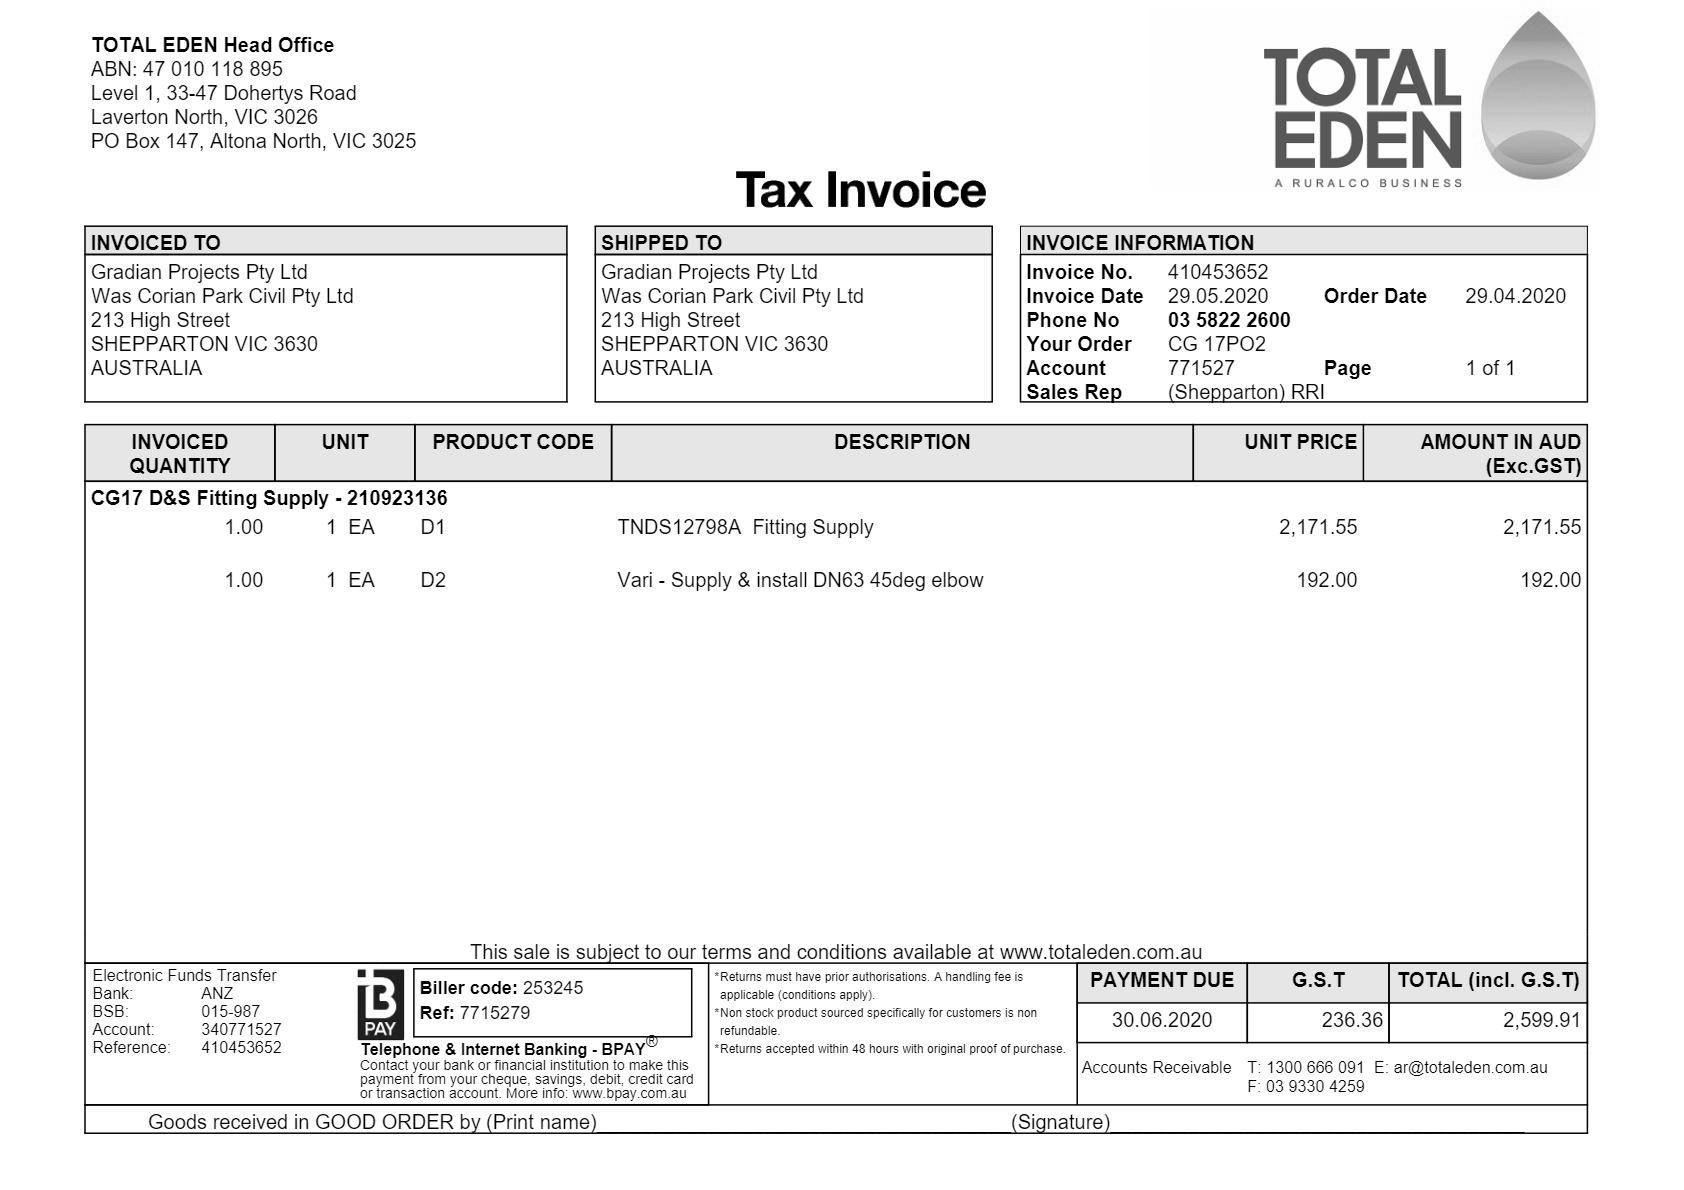 TOTAL EDEN Head Office
ABN: 47 010 118 895
Level 1, 33-47 Dohertys Road
Laverton North, VIC 3026
PO Box 147, Altona North, VIC 3025
TOTAL
EDEN
A RURALCO BUSINESS
Tax Invoice
INVOICED TO
Gradian Projects Pty Ltd
Was Corian Park Civil Pty Ltd
213 High Street
SHEPPARTON VIC 3630
AUSTRALIA
SHIPPED TO
Gradian Projects Pty Ltd
Was Corian Park Civil Pty Ltd
213 High Street
SHEPPARTON VIC 3630
AUSTRALIA
INVOICE INFORMATION
Invoice No. 410453652
Invoice Date 29.05.2020 Order Date 29.04.2020
Phone No 03 5822 2600
Your Order CG 17PO2
Account 771527 Page 1 of 1
Sales Rep (Shepparton) RRI
INVOICED QUANTITY UNIT PRODUCT CODE DESCRIPTION UNIT PRICE AMOUNT IN AUD (Exc.GST)
CG17 D&S Fitting Supply - 210923136
1.00 1 EA D1 TNDS12798A Fitting Supply 2,171.55 2,171.55
1.00 1 EA D2 Vari - Supply & install DN63 45deg elbow 192.00 192.00
This sale is subject to our terms and conditions available at www.totaleden.com.au
Electronic Funds Transfer
Bank: ANZ
BSB: 015-987
Account: 340771527
Reference: 410453652
B
PAY
Biller code: 253245
Ref: 7715279
Telephone & Internet Banking - BPAY®
Contact your bank or financial institution to make this
payment from your cheque, savings, debit, credit card
or transaction account. More info: www.bpay.com.au
*Returns must have prior authorisations. A handling fee is
applicable (conditions apply).
*Non stock product sourced specifically for customers is non
refundable.
*Returns accepted within 48 hours with original proof of purchase.
PAYMENT DUE G.S.T TOTAL (incl. G.S.T)
30.06.2020 236.36 2,599.91
Accounts Receivable T: 1300 666 091 E: ar@totaleden.com.au
F: 03 9330 4259
Goods received in GOOD ORDER by (Print name) (Signature)